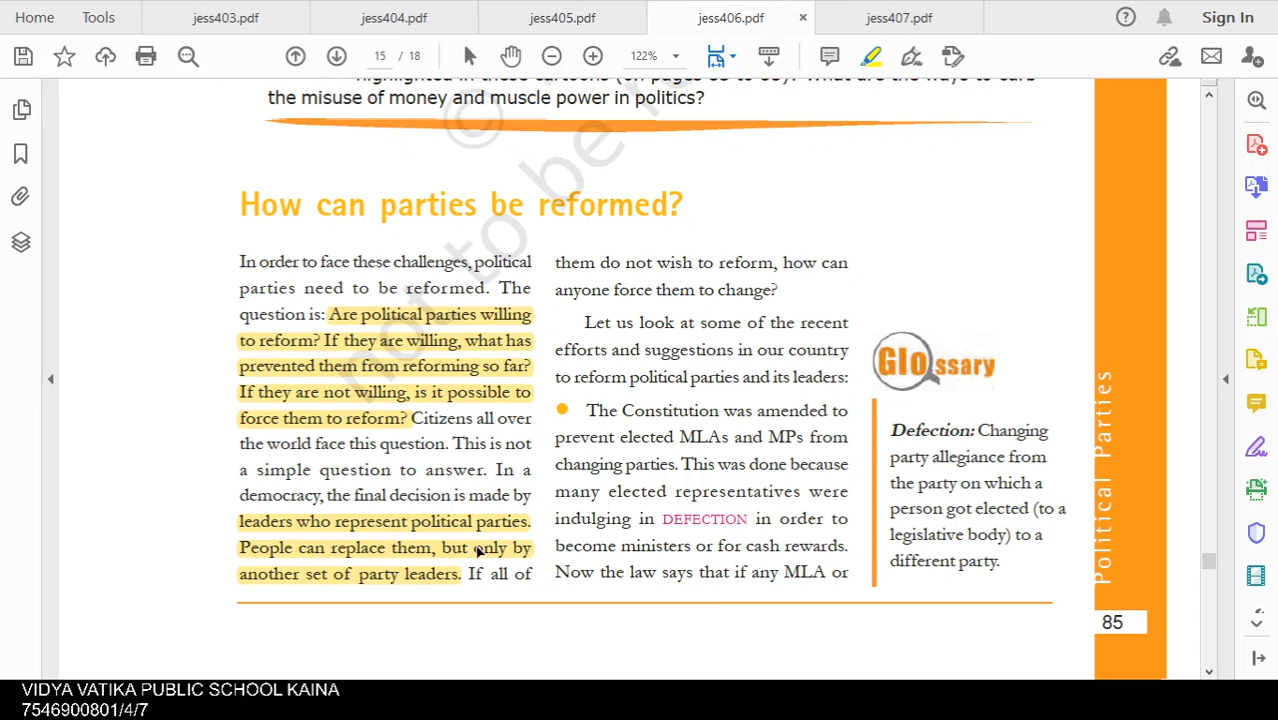 Home
Tools
jess403.pdf
jess404.pdf
jess405.pdf
jess406.pdf
×
jess407.pdf
Sign In
15 / 18
122%
the misuse of money and muscle power in politics?
How can parties be reformed?
In order to face these challenges, political
parties need to be reformed. The
question is: Are political parties willing
to reform? If they are willing, what has
prevented them from reforming so far?
If they are not willing, is it possible to
force them to reform? Citizens all over
the world face this question. This is not
a simple question to answer. In a
democracy, the final decision is made by
leaders who represent political parties.
People can replace them, but only by
another set of party leaders. If all of
them do not wish to reform, how can
anyone force them to change?
Let us look at some of the recent
efforts and suggestions in our country
to reform political parties and its leaders:
The Constitution was amended to
prevent elected MLAs and MPs from
changing parties. This was done because
many elected representatives were
indulging in DEFECTION in order to
become ministers or for cash rewards.
Now the law says that if any MLA or
Glossary
Defection: Changing
party allegiance from
the party on which a
person got elected (to a
legislative body) to a
different party.
Political Parties
85
© not to be
VIDYA VATIKA PUBLIC SCHOOL KAINA
7546900801/4/7